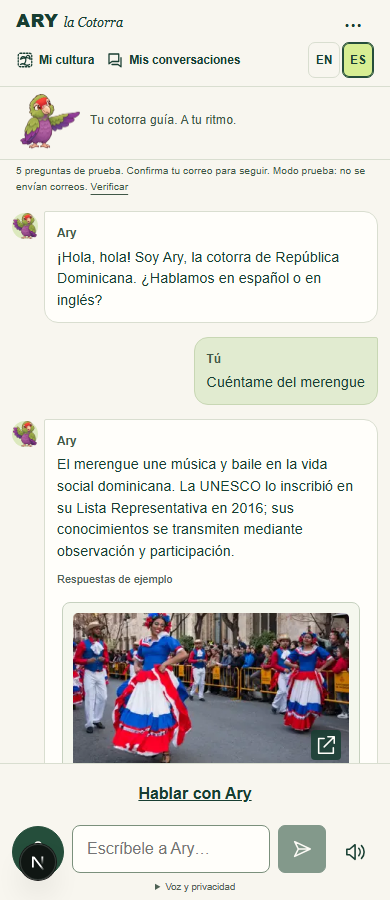 ARY la Cotorra
...
Mi cultura
Mis conversaciones
EN
ES
Tu cotorra guía. A tu ritmo.
5 preguntas de prueba. Confirma tu correo para seguir. Modo prueba: no se
envían correos. Verificar
Ary
¡Hola, hola! Soy Ary, la cotorra de República
Dominicana. ¿Hablamos en español o en
inglés?
Tú
Cuéntame del merengue
Ary
El merengue une música y baile en la vida
social dominicana. La UNESCO lo inscribió en
su Lista Representativa en 2016; sus
conocimientos se transmiten mediante
observación y participación.
Respuestas de ejemplo
Hablar con Ary
N
Escríbele a Ary...
Voz y privacidad